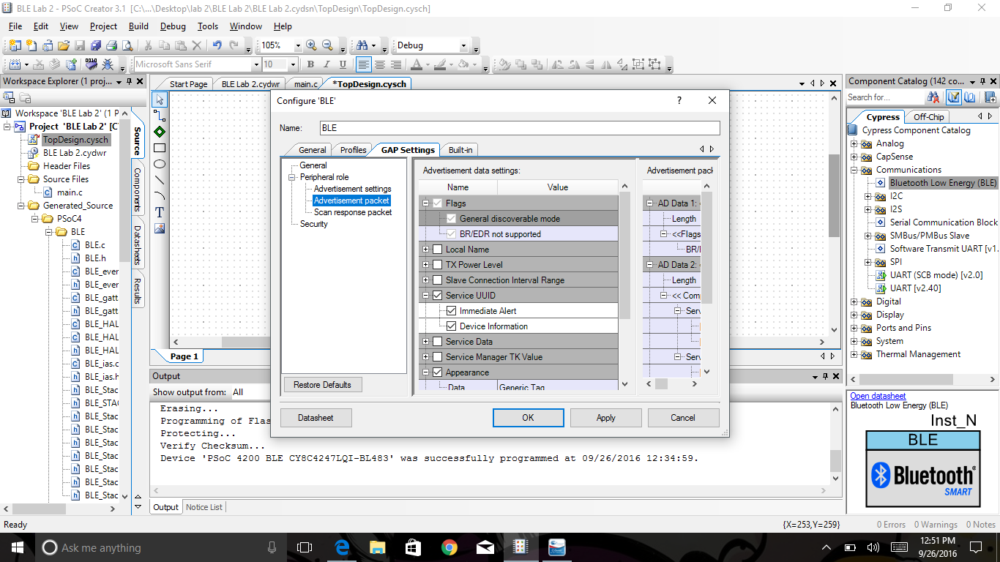 BLE Lab 2 - PSoC Creator 3.1 [C:\...\Desktop\lab 2\BLE Lab 2\BLE Lab 2.cydsn\TopDesign\TopDesign.cysch]
File Edit View Project Build Debug Tools Window Help
105% Debug
Microsoft Sans Serif 10 B I U A
Workspace Explorer (1 proj...
Workspace 'BLE Lab 2' (1 P
Project 'BLE Lab 2' [C
TopDesign.cysch
BLE Lab 2.cydwr
Header Files
Source Files
main.c
Generated_Source
PSoC4
BLE
BLE.c
BLE.h
BLE_ever
BLE_ever
BLE_gatt
BLE_gatt
BLE_HAL
BLE_HAL
BLE_HAL
BLE_ias.c
BLE_ias.h
BLE_Stac
BLE_STAC
BLE_Stac
BLE_Stac
BLE_Stac
BLE_Stac
BLE_Stac
BLE_Stac
BLE_Stac
Source
Components
Datasheets
Results
Start Page BLE Lab 2.cydwr main.c *TopDesign.cysch
T
Page 1
Configure 'BLE' ?
Name: BLE
General Profiles GAP Settings Built-in
General
Peripheral role
Advertisement settings
Advertisement packet
Scan response packet
Security
Restore Defaults
Advertisement data settings:
Name Value
Flags
General discoverable mode
BR/EDR not supported
Local Name
TX Power Level
Slave Connection Interval Range
Service UUID
Immediate Alert
Device Information
Service Data
Service Manager TK Value
Appearance
Data Generic Tag
Advertisement pack
AD Data 1:
Length
<<Flags
BR/
AD Data 2:
Length
<< Comp
Serv
Serv
Datasheet OK Apply Cancel
Output
Show output from: All
Erasing...
Programming of Flas
Protecting...
Verify Checksum...
Device 'PSoC 4200 BLE CY8C4247LQI-BL483' was successfully programmed at 09/26/2016 12:34:59.
Output Notice List
Component Catalog (142 co...
Search for...
Cypress Off-Chip
Cypress Component Catalog
Analog
CapSense
Communications
Bluetooth Low Energy (BLE)
I2C
I2S
Serial Communication Block
SMBus/PMBus Slave
Software Transmit UART [v1.
SPI
UART (SCB mode) [v2.0]
UART [v2.40]
Digital
Display
Ports and Pins
System
Thermal Management
Open datasheet
Bluetooth Low Energy (BLE)
Inst_N
BLE
Bluetooth®
SMART
Ready {X=253,Y=259} 0 Errors 0 Warnings 0 Notes
Ask me anything
12:51 PM
9/26/2016